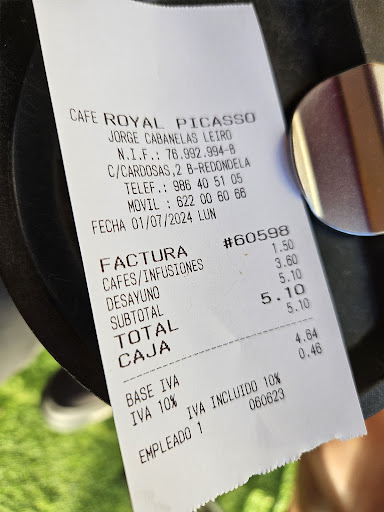 CAFE ROYAL PICASSO
JORGE CABANELAS LEIRO
N.I.F.: 76.992.994-B
C/CARDOSAS,2 B-REDONDELA
TELEF.: 986 40 51 05
MOVIL : 622 00 60 66
FECHA 01/07/2024 LUN
FACTURA #60598
CAFES/INFUSIONES 1.50
DESAYUNO 3.60
SUBTOTAL 5.10
TOTAL 5.10
CAJA 5.10
BASE IVA 4.64
IVA 10% 0.46
IVA INCLUIDO 10%
EMPLEADO 1 060623